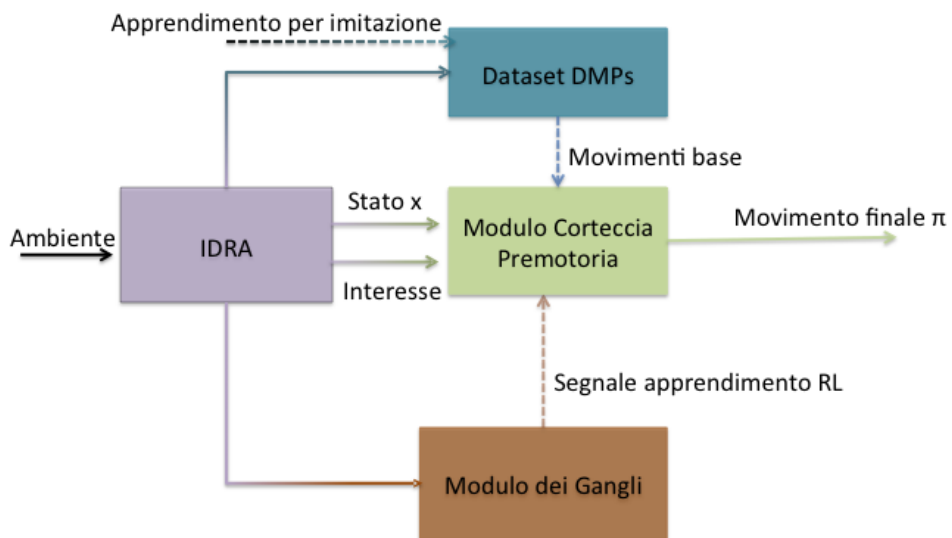 Apprendimento per imitazione
Dataset DMPs
Movimenti base
Stato x
Ambiente
IDRA
Modulo Corteccia
Premotoria
Movimento finale π
Interesse
Segnale apprendimento RL
Modulo dei Gangli